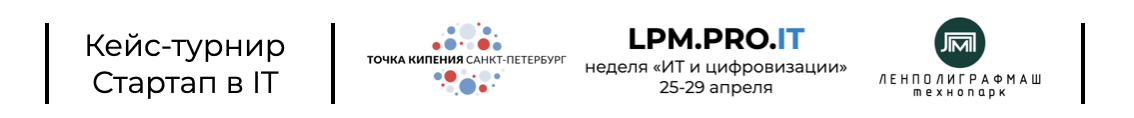 Кейс-турнир
Стартап в IT
ТОЧКА КИПЕНИЯ САНКТ-ПЕТЕРБУРГ
LPM.PRO.IT
неделя «ИТ и цифровизации»
25-29 апреля
ЛПМ
ЛЕНПОЛИГРАФМАШ
технопарк